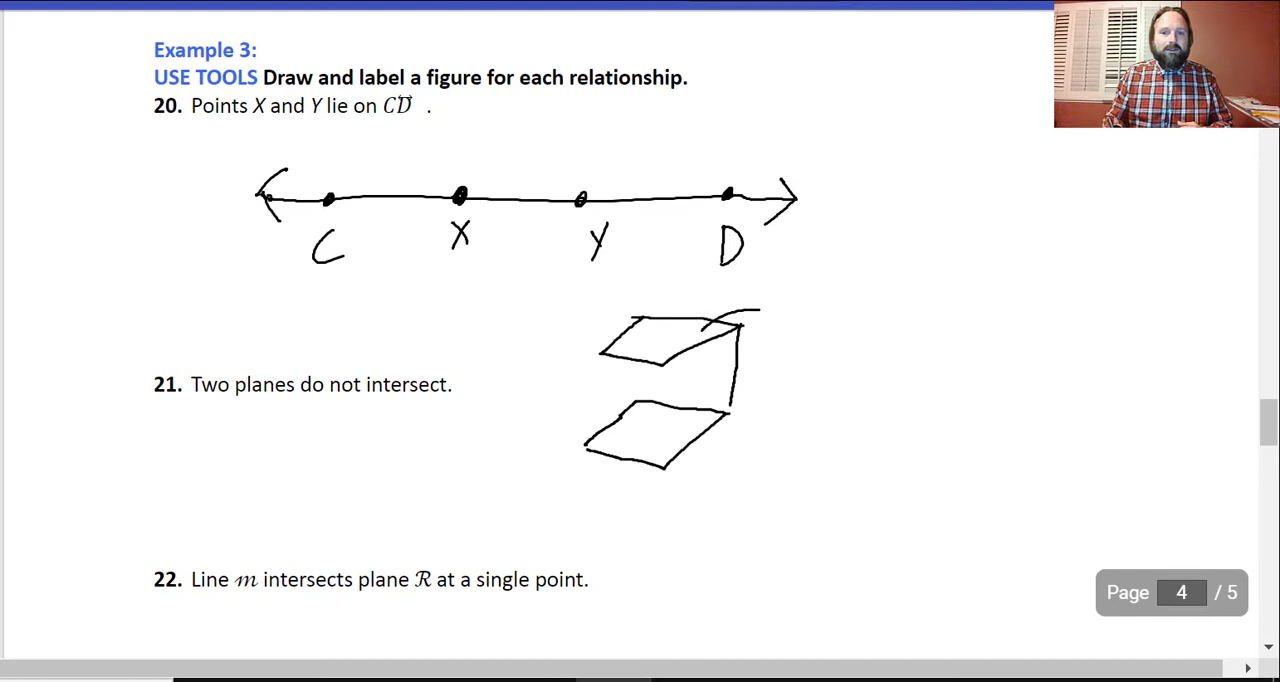 Example 3:
USE TOOLS Draw and label a figure for each relationship.
20. Points X and Y lie on CD⃡ .
C X Y D
21. Two planes do not intersect.
22. Line m intersects plane ℛ at a single point.
Page 4 / 5